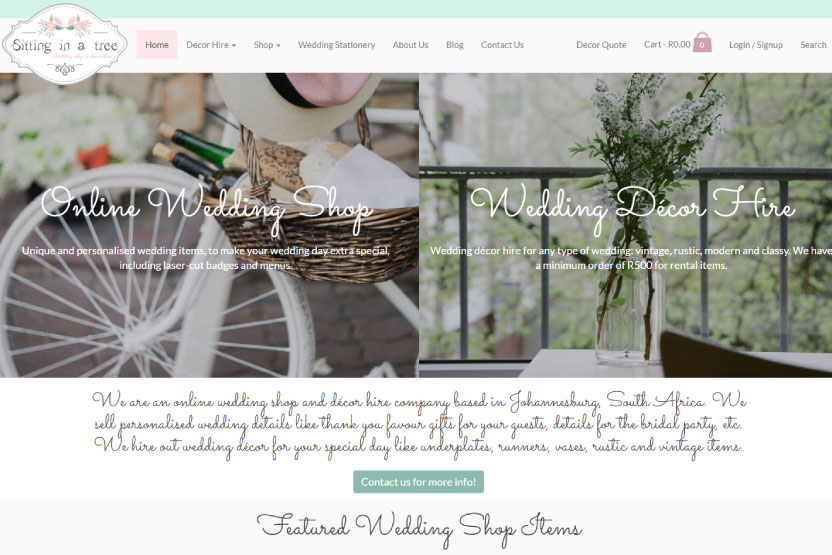 Sitting in a tree
Home
Decor Hire
Shop
Wedding Stationery
About Us
Blog
Contact Us
Decor Quote
Cart - R0.00
0
Login / Signup
Search
Online Wedding Shop
Unique and personalised wedding items, to make your wedding day extra special,
including laser-cut badges and menus.
Wedding Décor Hire
Wedding décor hire for any type of wedding: vintage, rustic, modern and classy. We have
a minimum order of R500 for rental items.
We are an online wedding shop and décor hire company based in Johannesburg, South Africa. We
sell personalised wedding details like thank you favour gifts for your guests, details for the bridal party, etc.
We hire out wedding décor for your special day like underplates, runners, vases, rustic and vintage items.
Contact us for more info!
Featured Wedding Shop Items